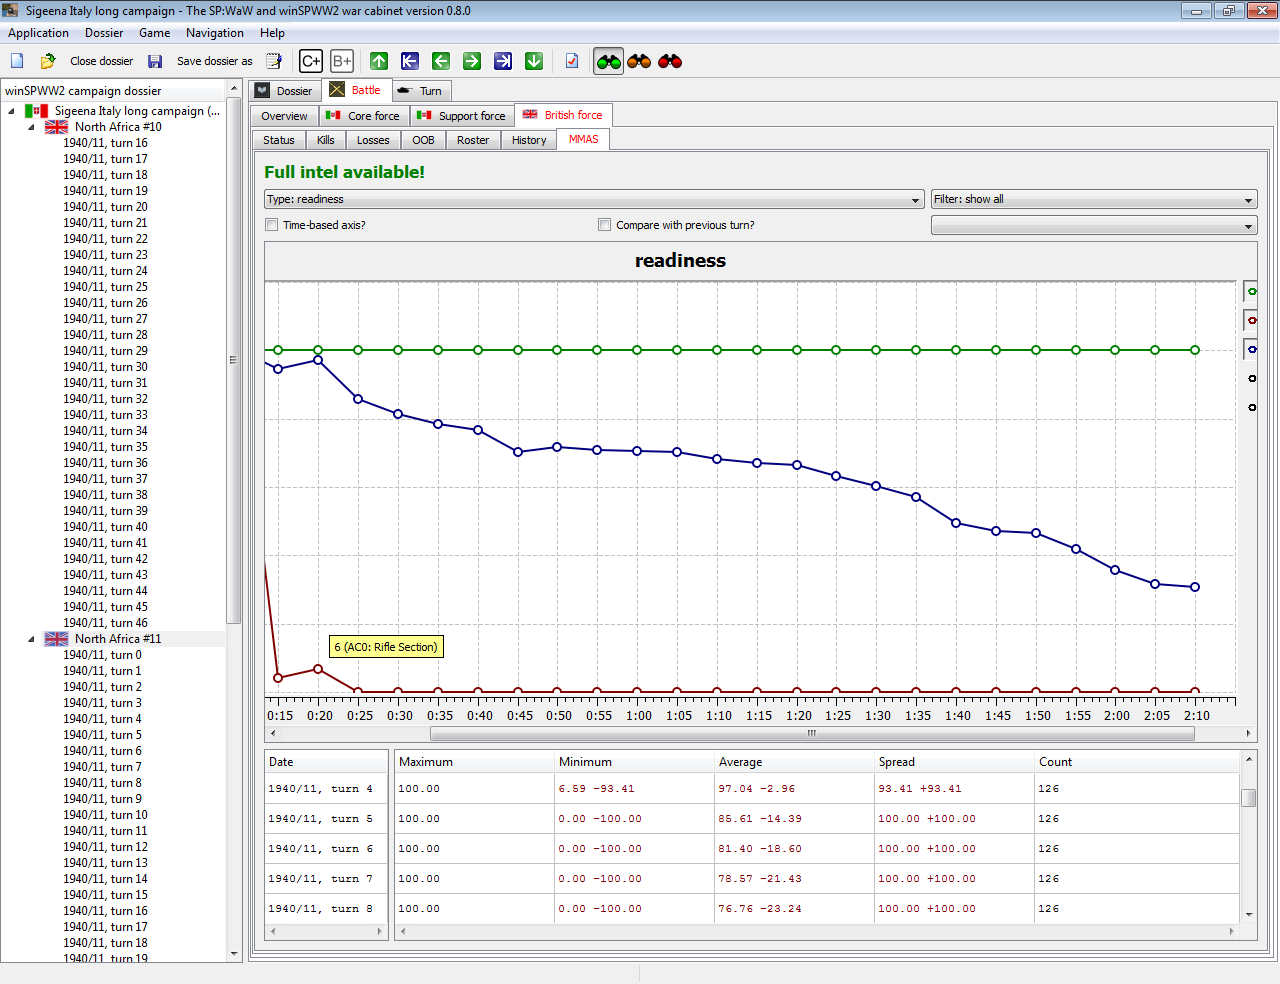 Sigeena Italy long campaign - The SP:WaW and winSPWW2 war cabinet version 0.8.0
Application Dossier Game Navigation Help
Close dossier Save dossier as C+ B+
winSPWW2 campaign dossier
Sigeena Italy long campaign (...
North Africa #10
1940/11, turn 16
1940/11, turn 17
1940/11, turn 18
1940/11, turn 19
1940/11, turn 20
1940/11, turn 21
1940/11, turn 22
1940/11, turn 23
1940/11, turn 24
1940/11, turn 25
1940/11, turn 26
1940/11, turn 27
1940/11, turn 28
1940/11, turn 29
1940/11, turn 30
1940/11, turn 31
1940/11, turn 32
1940/11, turn 33
1940/11, turn 34
1940/11, turn 35
1940/11, turn 36
1940/11, turn 37
1940/11, turn 38
1940/11, turn 39
1940/11, turn 40
1940/11, turn 41
1940/11, turn 42
1940/11, turn 43
1940/11, turn 44
1940/11, turn 45
1940/11, turn 46
North Africa #11
1940/11, turn 0
1940/11, turn 1
1940/11, turn 2
1940/11, turn 3
1940/11, turn 4
1940/11, turn 5
1940/11, turn 6
1940/11, turn 7
1940/11, turn 8
1940/11, turn 9
1940/11, turn 10
1940/11, turn 11
1940/11, turn 12
1940/11, turn 13
1940/11, turn 14
1940/11, turn 15
1940/11, turn 16
1940/11, turn 17
1940/11, turn 18
1940/11, turn 19
Dossier Battle Turn
Overview Core force Support force British force
Status Kills Losses OOB Roster History MMAS
Full intel available!
Type: readiness Filter: show all
Time-based axis? Compare with previous turn?
readiness
6 (AC0: Rifle Section)
0:15 0:20 0:25 0:30 0:35 0:40 0:45 0:50 0:55 1:00 1:05 1:10 1:15 1:20 1:25 1:30 1:35 1:40 1:45 1:50 1:55 2:00 2:05 2:10
Date Maximum Minimum Average Spread Count
1940/11, turn 4 100.00 6.59 -93.41 97.04 -2.96 93.41 +93.41 126
1940/11, turn 5 100.00 0.00 -100.00 85.61 -14.39 100.00 +100.00 126
1940/11, turn 6 100.00 0.00 -100.00 81.40 -18.60 100.00 +100.00 126
1940/11, turn 7 100.00 0.00 -100.00 78.57 -21.43 100.00 +100.00 126
1940/11, turn 8 100.00 0.00 -100.00 76.76 -23.24 100.00 +100.00 126